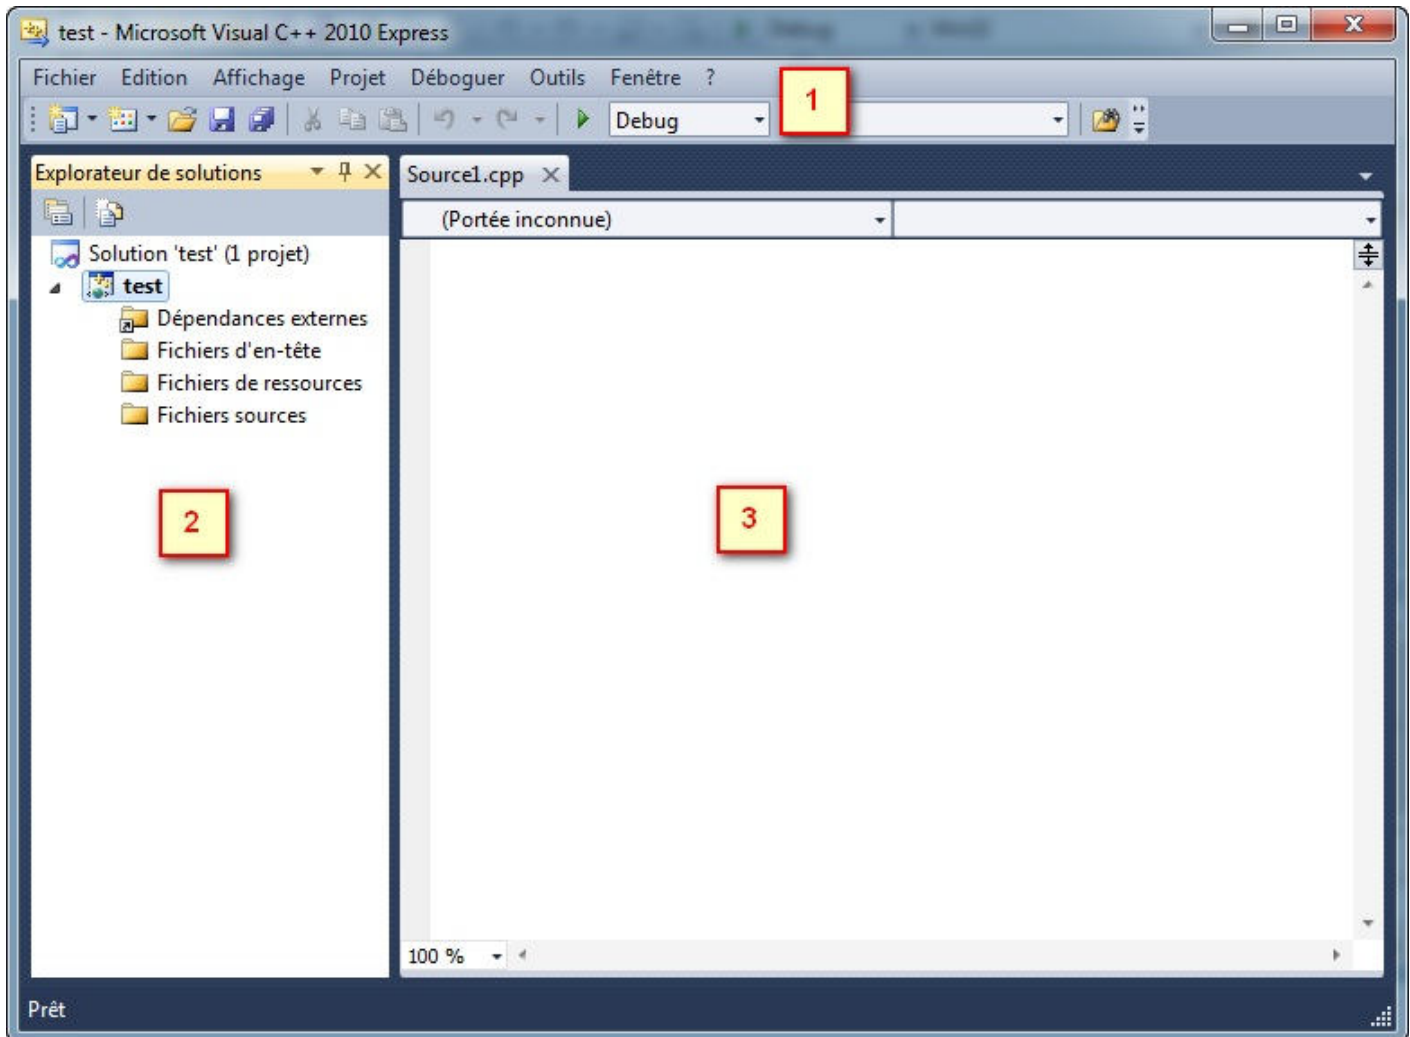 test - Microsoft Visual C++ 2010 Express
Fichier Edition Affichage Projet Déboguer Outils Fenêtre ?
Debug
1
Explorateur de solutions
Source1.cpp
(Portée inconnue)
Solution 'test' (1 projet)
test
Dépendances externes
Fichiers d'en-tête
Fichiers de ressources
Fichiers sources
2
3
100 %
Prêt